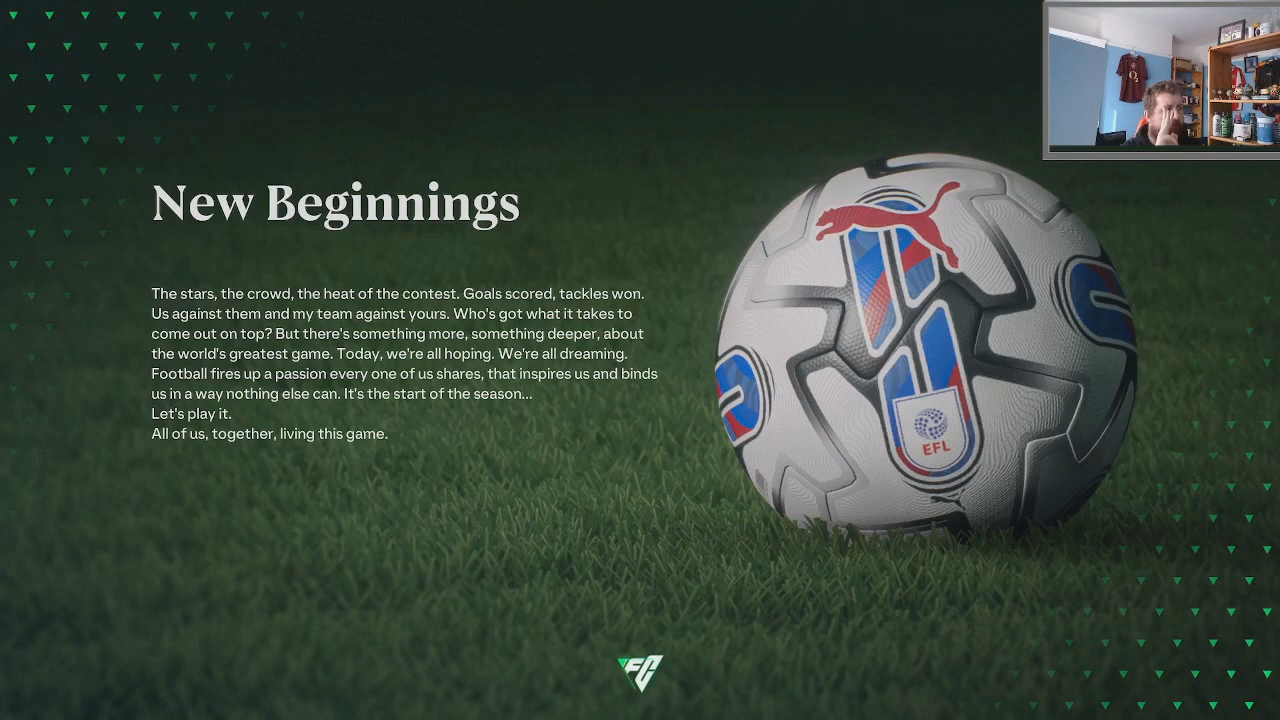 New Beginnings
The stars, the crowd, the heat of the contest. Goals scored, tackles won.
Us against them and my team against yours. Who's got what it takes to
come out on top? But there's something more, something deeper, about
the world's greatest game. Today, we're all hoping. We're all dreaming.
Football fires up a passion every one of us shares, that inspires us and binds
us in a way nothing else can. It's the start of the season...
Let's play it.
All of us, together, living this game.
EFL
FC
O2